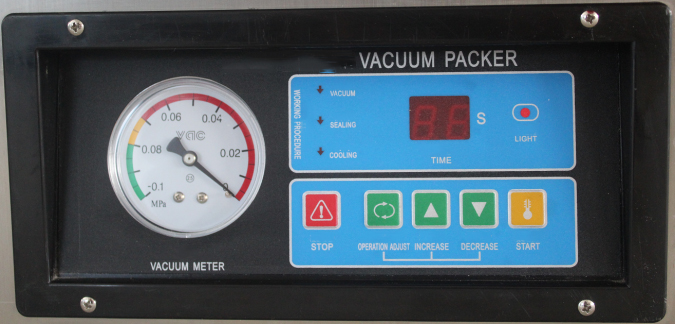 VACUUM PACKER
0.06
0.04
vac
0.08
0.02
-0.1
0
MPa
VACUUM METER
WORKING PROCEDURE
VACUUM
SEALING
COOLING
S
TIME
LIGHT
STOP
OPERATION ADJUST
INCREASE
DECREASE
START